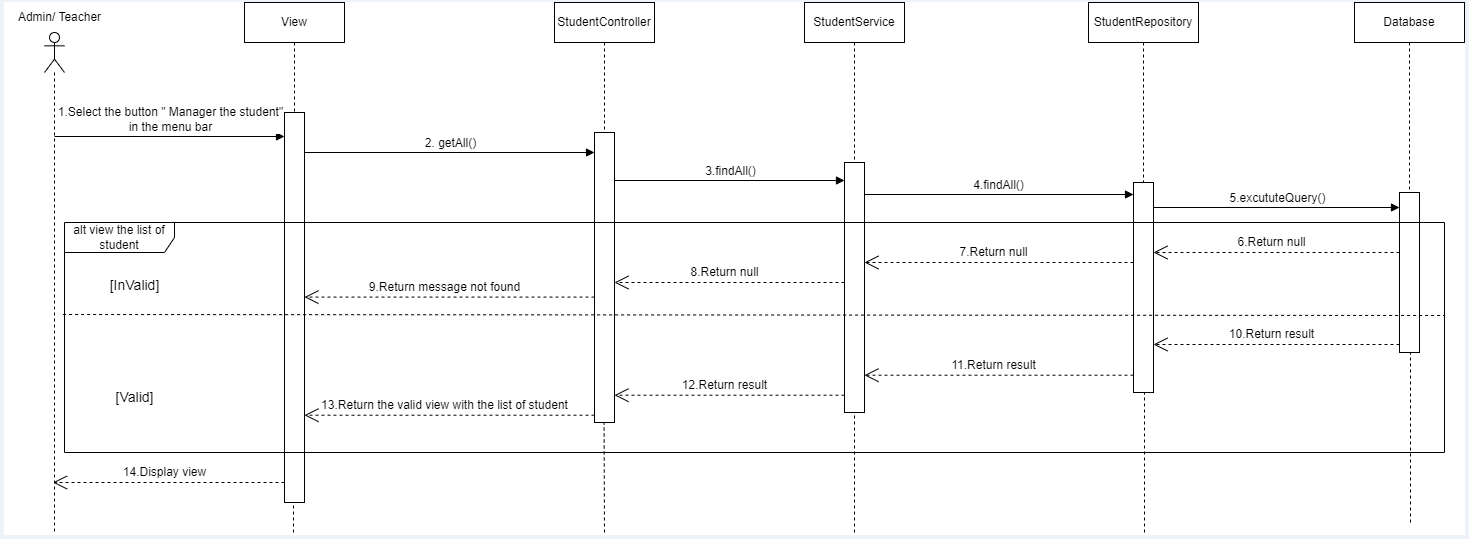 Admin/ Teacher
View
StudentController
StudentService
StudentRepository
Database
1.Select the button " Manager the student"
in the menu bar
2. getAll()
3.findAll()
4.findAll()
5.excututeQuery()
alt view the list of
student
6.Return null
7.Return null
8.Return null
[InValid]
9.Return message not found
10.Return result
11.Return result
12.Return result
[Valid]
13.Return the valid view with the list of student
14.Display view